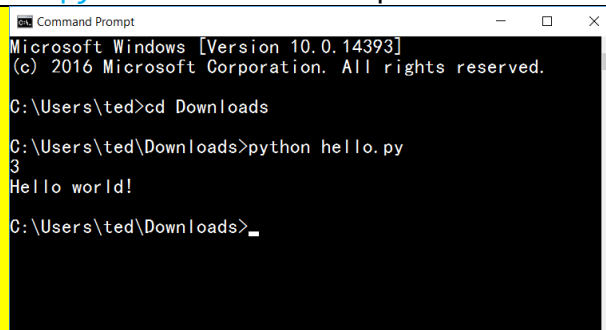 Command Prompt
Microsoft Windows [Version 10.0.14393]
(c) 2016 Microsoft Corporation. All rights reserved.
C:\Users\ted>cd Downloads
C:\Users\ted\Downloads>python hello.py
3
Hello world!
C:\Users\ted\Downloads>